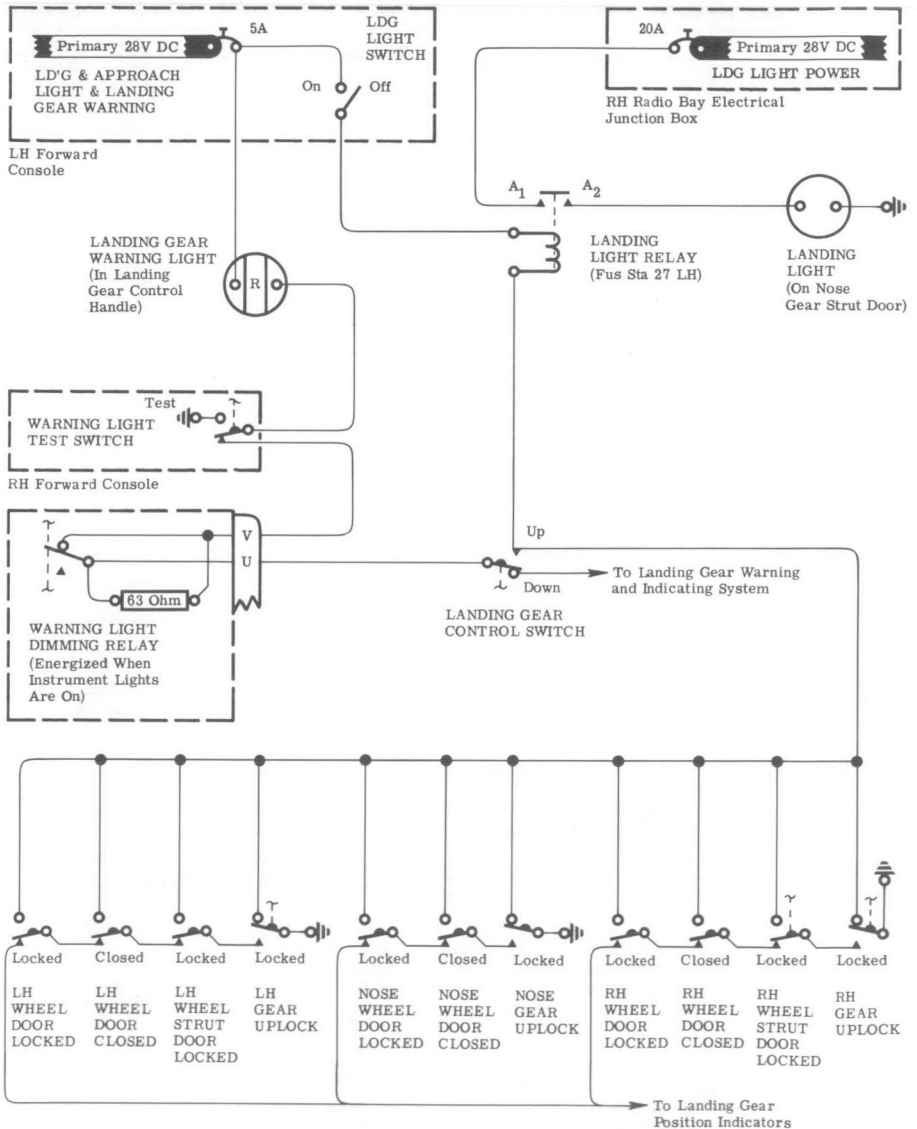 5A
Primary 28V DC
LD'G & APPROACH
LIGHT & LANDING
GEAR WARNING
LDG
LIGHT
SWITCH
On
Off
LH Forward
Console
20A
Primary 28V DC
LDG LIGHT POWER
RH Radio Bay Electrical
Junction Box
A1
A2
LANDING GEAR
WARNING LIGHT
(In Landing
Gear Control
Handle)
R
LANDING
LIGHT RELAY
(Fus Sta 27 LH)
LANDING
LIGHT
(On Nose
Gear Strut Door)
Test
WARNING LIGHT
TEST SWITCH
RH Forward Console
V
U
63 Ohm
WARNING LIGHT
DIMMING RELAY
(Energized When
Instrument Lights
Are On)
Up
Down
To Landing Gear Warning
and Indicating System
LANDING GEAR
CONTROL SWITCH
Locked
Closed
Locked
Locked
Locked
Closed
Locked
Locked
Closed
Locked
Locked
LH
WHEEL
DOOR
LOCKED
LH
WHEEL
DOOR
CLOSED
LH
WHEEL
STRUT
DOOR
LOCKED
LH
GEAR
UPLOCK
NOSE
WHEEL
DOOR
LOCKED
NOSE
WHEEL
DOOR
CLOSED
NOSE
GEAR
UPLOCK
RH
WHEEL
DOOR
LOCKED
RH
WHEEL
DOOR
CLOSED
RH
WHEEL
STRUT
DOOR
LOCKED
RH
GEAR
UPLOCK
To Landing Gear
Position Indicators